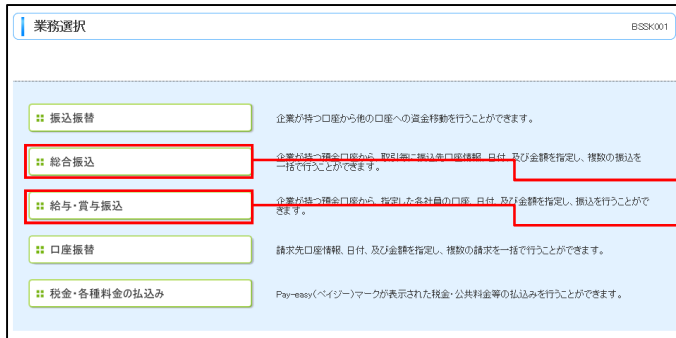 業務選択
BSSK001
振込振替
企業が持つ口座から他の口座への資金移動を行うことができます。
総合振込
企業が持つ預金口座から、取引毎に振込先口座情報、日付、及び金額を指定し、複数の振込を
一括で行うことができます。
給与・賞与振込
企業が持つ預金口座から、指定した各社員の口座、日付、及び金額を指定し、振込を行うことがで
きます。
口座振替
請求先口座情報、日付、及び金額を指定し、複数の請求を一括で行うことができます。
税金・各種料金の払込み
Pay-easy(ペイジー)マークが表示された税金・公共料金等の払込みを行うことができます。